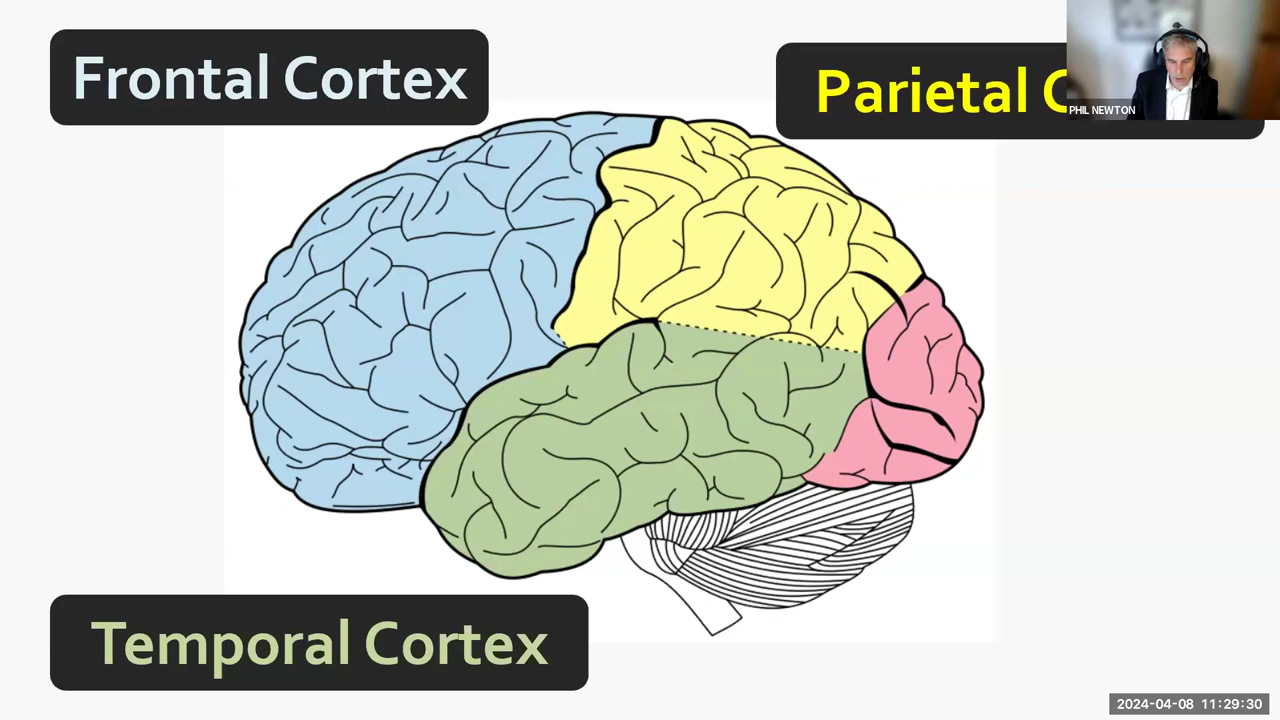 Frontal Cortex
Parietal C
PHIL NEWTON
Temporal Cortex
2024-04-08 11:29:30